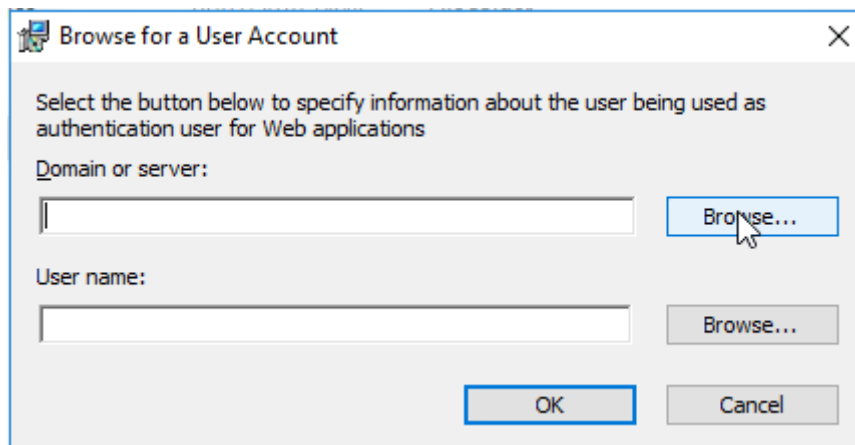 Browse for a User Account
Select the button below to specify information about the user being used as
authentication user for Web applications
Domain or server:
Browse...
User name:
Browse...
OK
Cancel